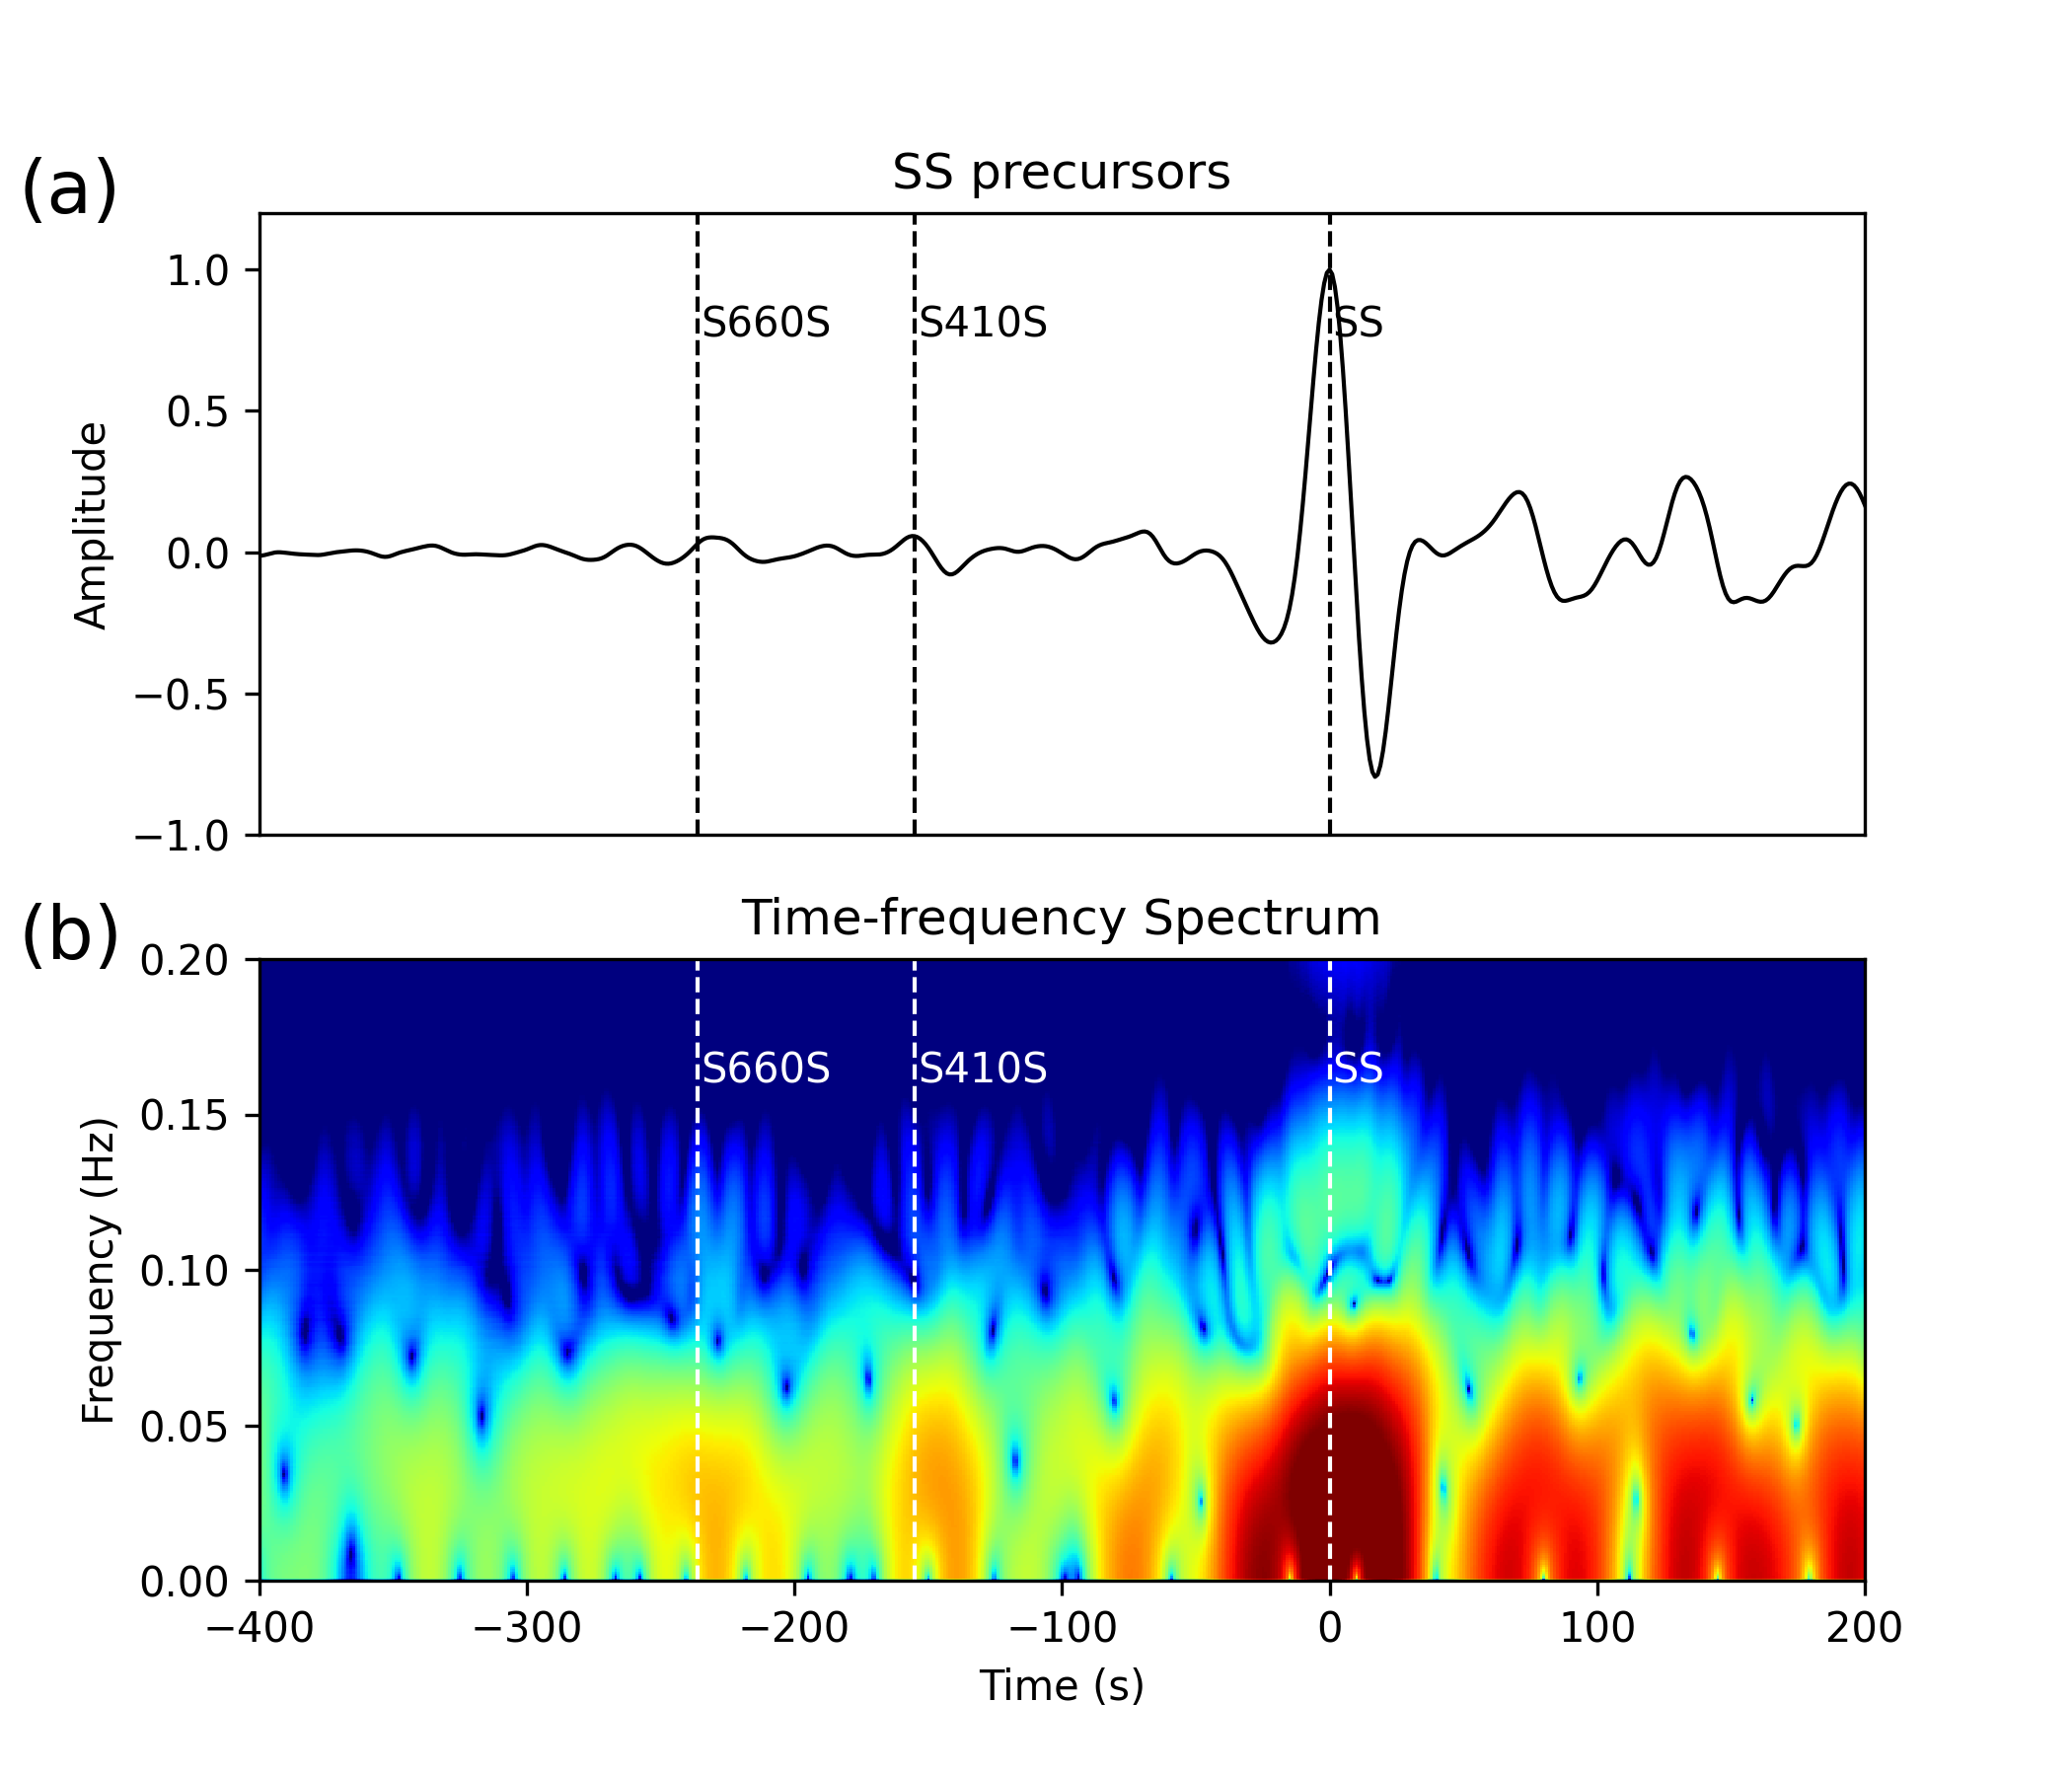 (a)
SS precursors
1.0
0.5
0.0
−0.5
−1.0
Amplitude
S660S
S410S
SS
(b)
Time-frequency Spectrum
0.20
0.15
0.10
0.05
0.00
Frequency (Hz)
S660S
S410S
SS
−400
−300
−200
−100
0
100
200
Time (s)